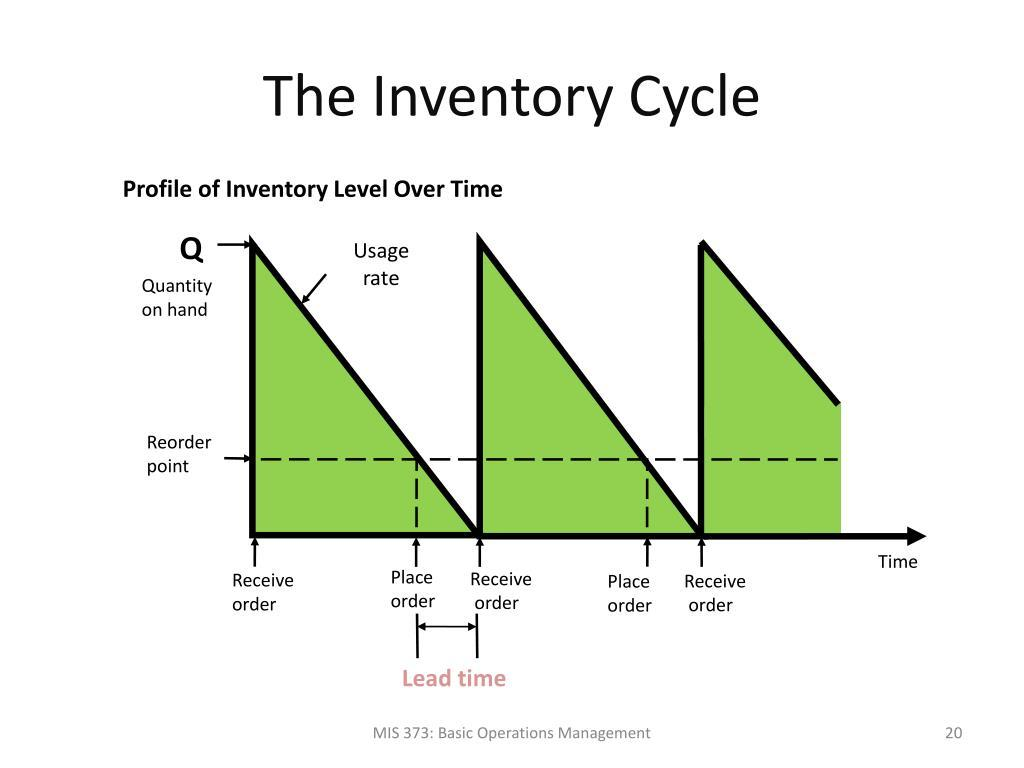 The Inventory Cycle
Profile of Inventory Level Over Time
Q
Quantity
on hand
Usage
rate
Reorder
point
Time
Receive
order
Place
order
Receive
order
Place
order
Receive
order
Lead time
MIS 373: Basic Operations Management
20